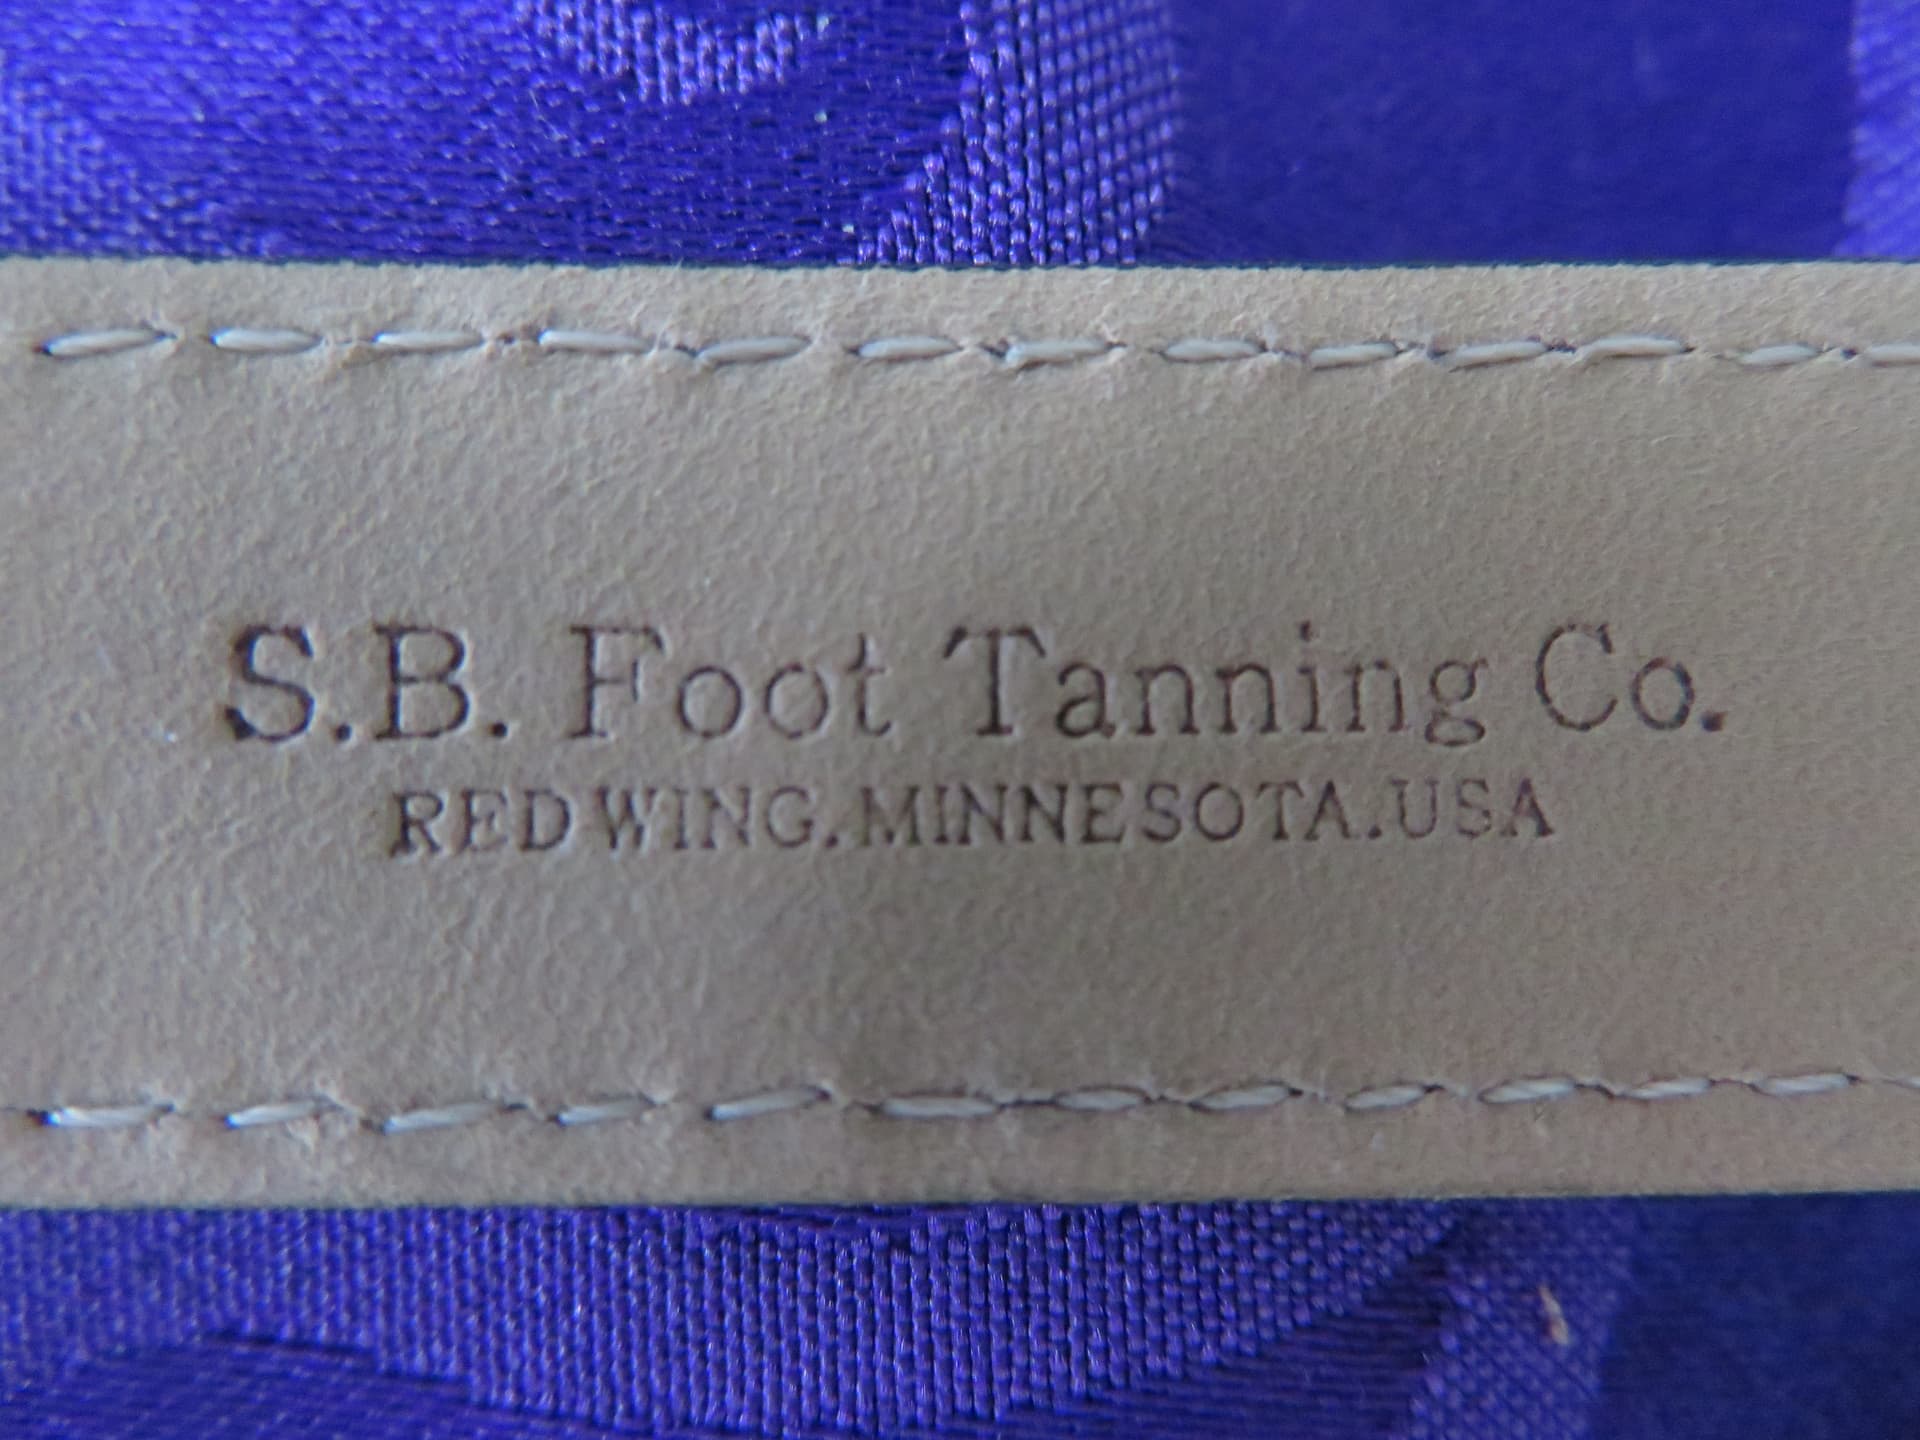 S.B. Foot Tanning Co.
RED WING.MINNESOTA.USA